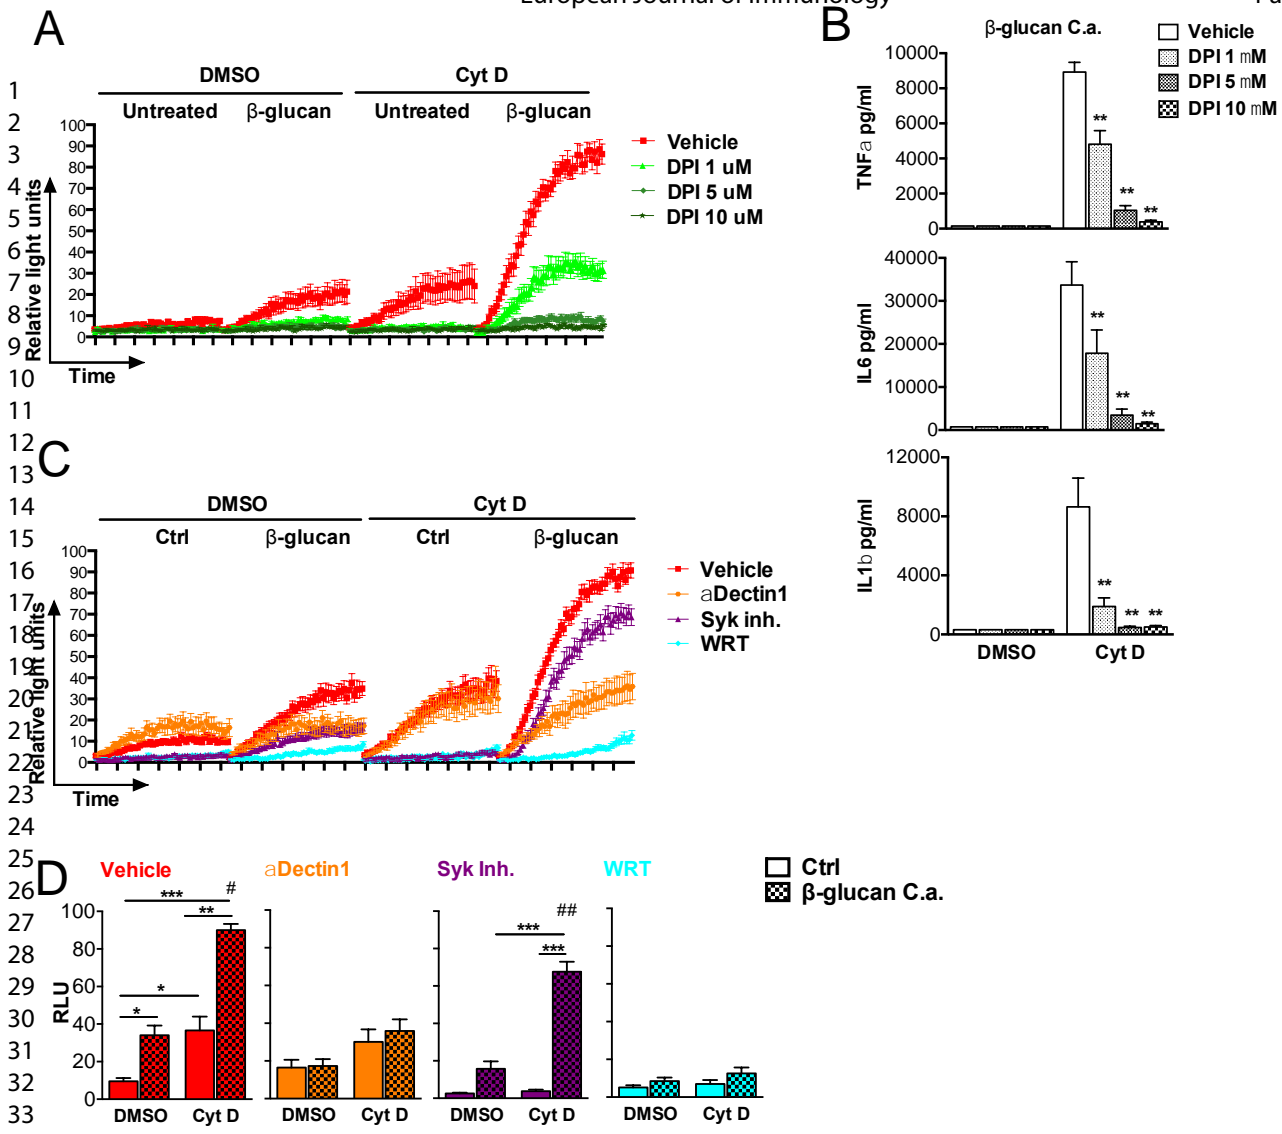 European Journal of Immunology
Pa
1
2
3
4
5
6
7
8
9
10
11
12
13
14
15
16
17
18
19
20
21
22
23
24
25
26
27
28
29
30
31
32
33
A
DMSO Cyt D
Untreated β-glucan Untreated β-glucan
100
90
80
70
60
50
40
30
20
10
0
Relative light units
Time
Vehicle
DPI 1 uM
DPI 5 uM
DPI 10 uM
B
β-glucan C.a.
Vehicle
DPI 1 mM
DPI 5 mM
DPI 10 mM
TNFa pg/ml
10000
8000
6000
4000
2000
0
** ** **
IL6 pg/ml
40000
30000
20000
10000
0
** ** **
IL1b pg/ml
12000
8000
4000
0
** ** **
DMSO Cyt D
C
DMSO Cyt D
Ctrl β-glucan Ctrl β-glucan
100
90
80
70
60
50
40
30
20
10
0
Relative light units
Time
Vehicle
aDectin1
Syk inh.
WRT
D
Vehicle aDectin1 Syk Inh. WRT
Ctrl
β-glucan C.a.
RLU
100
80
60
40
20
0
*** #
**
*
*
##
***
***
DMSO Cyt D DMSO Cyt D DMSO Cyt D DMSO Cyt D